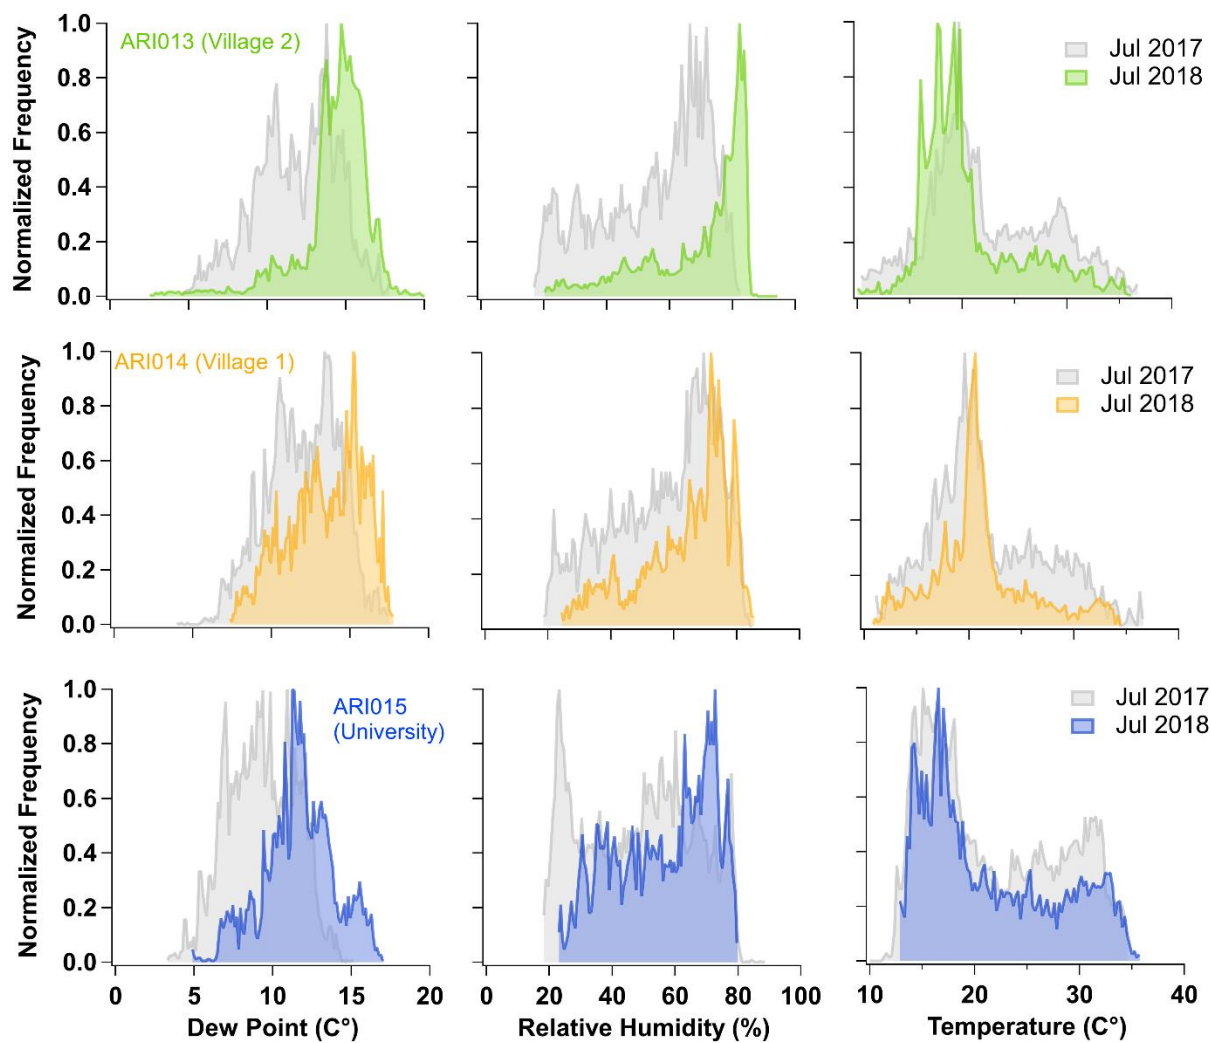 Normalized Frequency
1.0
0.8
0.6
0.4
0.2
0.0
ARI013 (Village 2)
Jul 2017
Jul 2018
Normalized Frequency
1.0
0.8
0.6
0.4
0.2
0.0
ARI014 (Village 1)
Jul 2017
Jul 2018
Normalized Frequency
1.0
0.8
0.6
0.4
0.2
0.0
ARI015
(University)
Jul 2017
Jul 2018
0 5 10 15 20
0 20 40 60 80 100
10 20 30 40
Dew Point (C°)
Relative Humidity (%)
Temperature (C°)